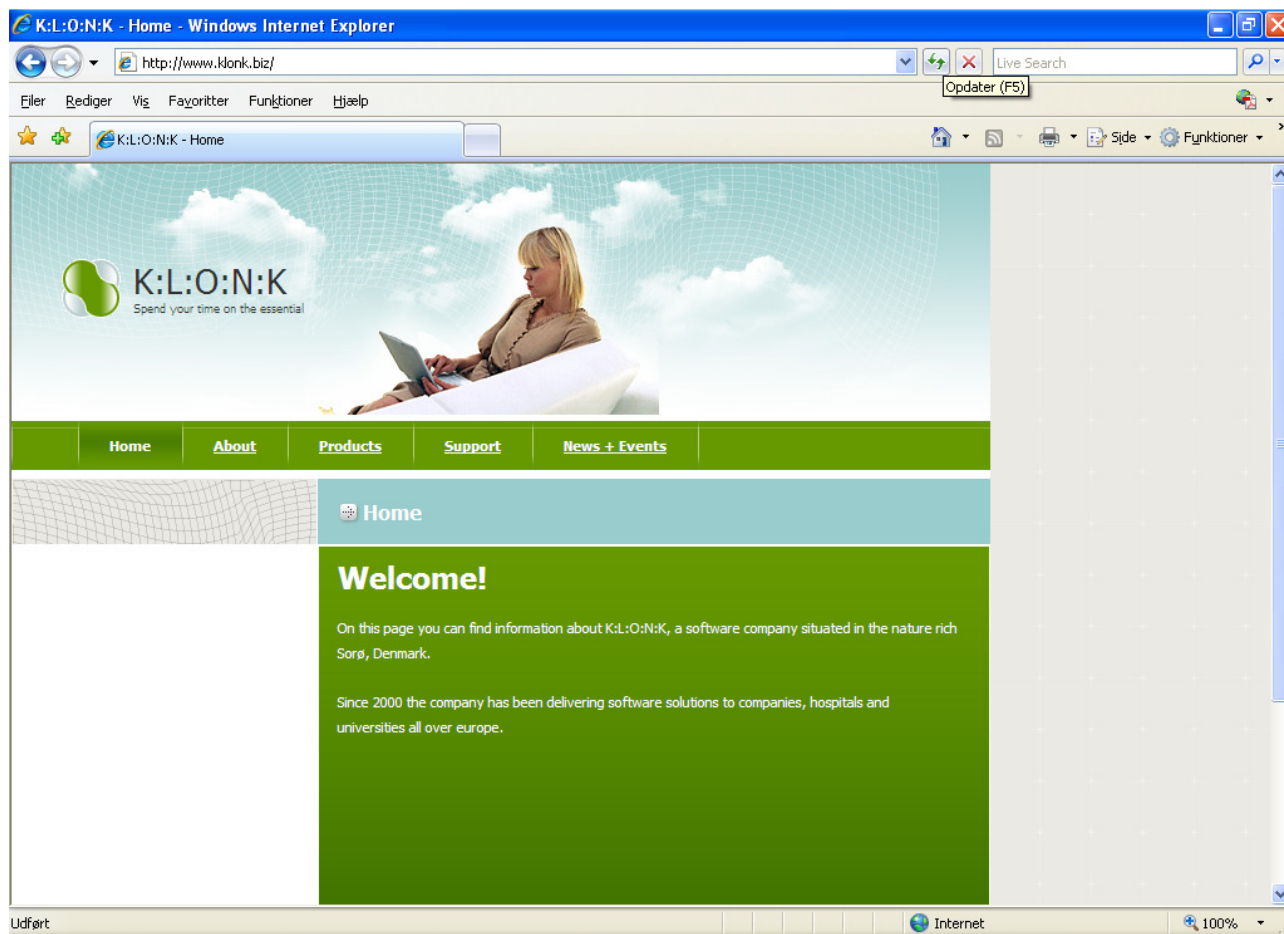 K:L:O:N:K - Home - Windows Internet Explorer
http://www.klonk.biz/
Live Search
Opdater (F5)
Filer Rediger Vis Favoritter Funktioner Hjælp
K:L:O:N:K - Home
Side Funktioner
K:L:O:N:K
Spend your time on the essential
Home About Products Support News + Events
Home
Welcome!
On this page you can find information about K:L:O:N:K, a software company situated in the nature rich
Sorø, Denmark.
Since 2000 the company has been delivering software solutions to companies, hospitals and
universities all over europe.
Udført
Internet
100%